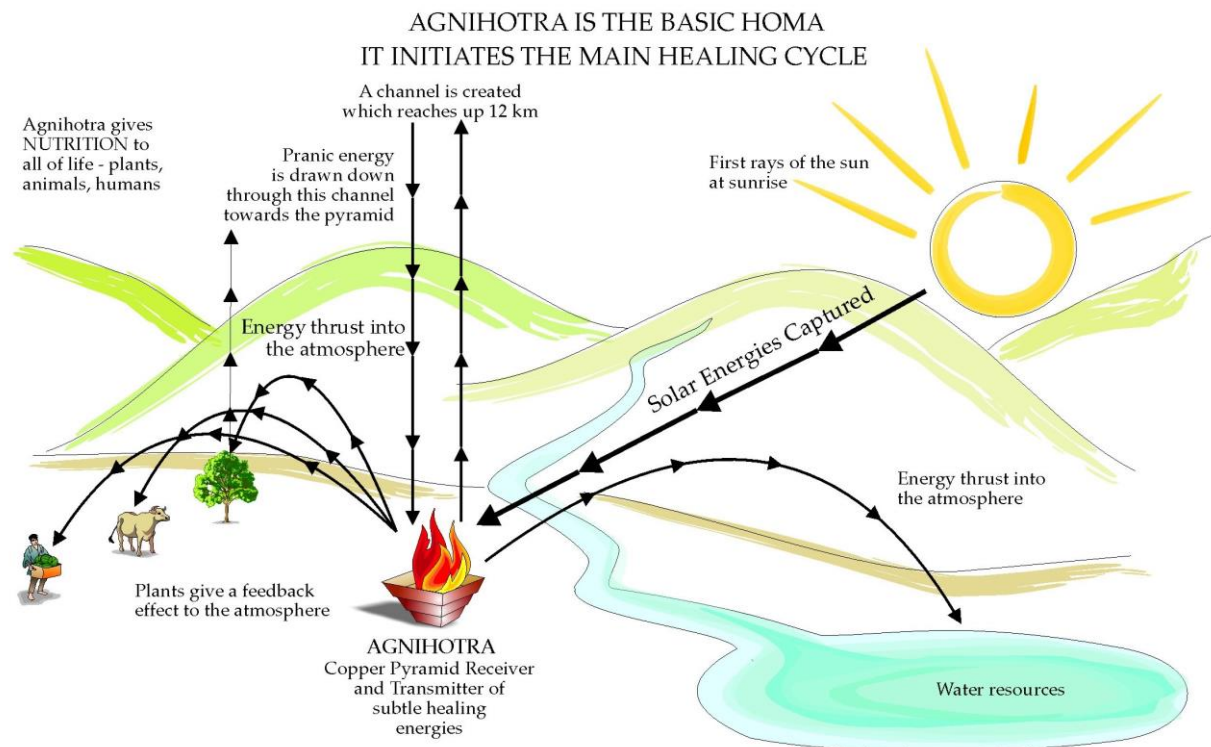 AGNIHOTRA IS THE BASIC HOMA
IT INITIATES THE MAIN HEALING CYCLE
A channel is created
which reaches up 12 km
Agnihotra gives
NUTRITION to
all of life - plants,
animals, humans
Pranic energy
is drawn down
through this channel
towards the pyramid
First rays of the sun
at sunrise
Energy thrust into
the atmosphere
Solar Energies Captured
Energy thrust into
the atmosphere
Plants give a feedback
effect to the atmosphere
AGNIHOTRA
Copper Pyramid Receiver
and Transmitter of
subtle healing
energies
Water resources